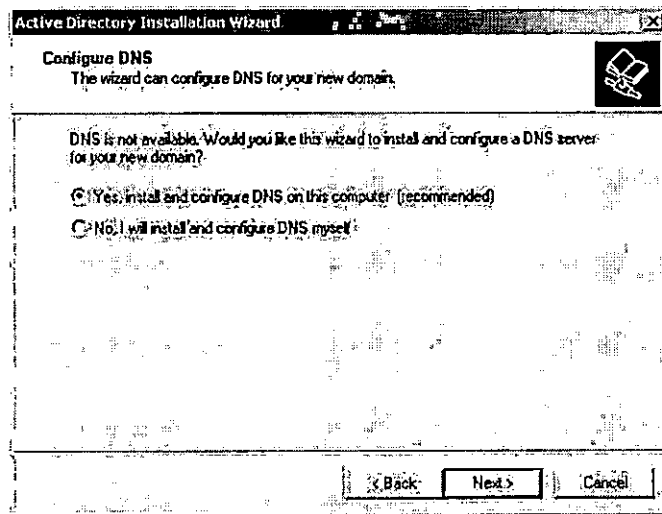 Active Directory Installation Wizard
Configure DNS
The wizard can configure DNS for your new domain.
DNS is not available. Would you like this wizard to install and configure a DNS server
for your new domain?
Yes, install and configure DNS on this computer (recommended)
No, I will install and configure DNS myself
< Back Next > Cancel